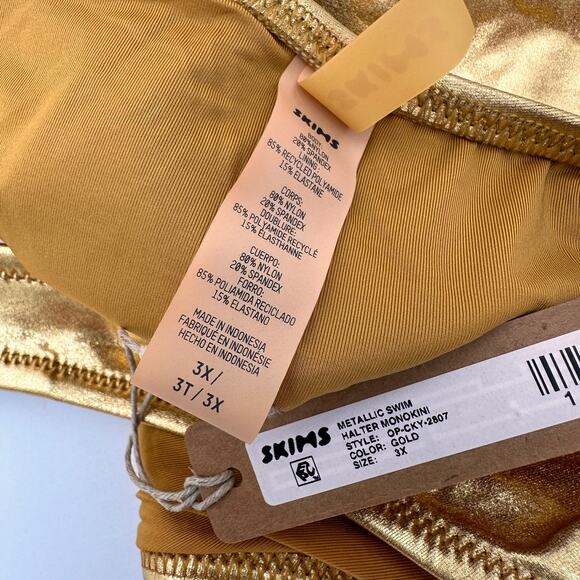 SKIMS
SKIMS
BODY
80% NYLON
20% SPANDEX
LINING:
85% RECYCLED POLYAMIDE
15% ELASTANE
CORPS:
80% NYLON
20% SPANDEX
DOUBLURE:
85% POLYAMIDE RECYCLÉ
15% ÉLASTHANNE
CUERPO:
80% NYLON
20% SPANDEX
FORRO:
85% POLIAMIDA RECICLADO
15% ELASTANO
MADE IN INDONESIA
FABRIQUÉ EN INDONÉSIE
HECHO EN INDONESIA
3X/
3T / 3X
SKIMS
METALLIC SWIM
HALTER MONOKINI
STYLE: OP-CKY-2807
COLOR: GOLD
SIZE: 3X
1